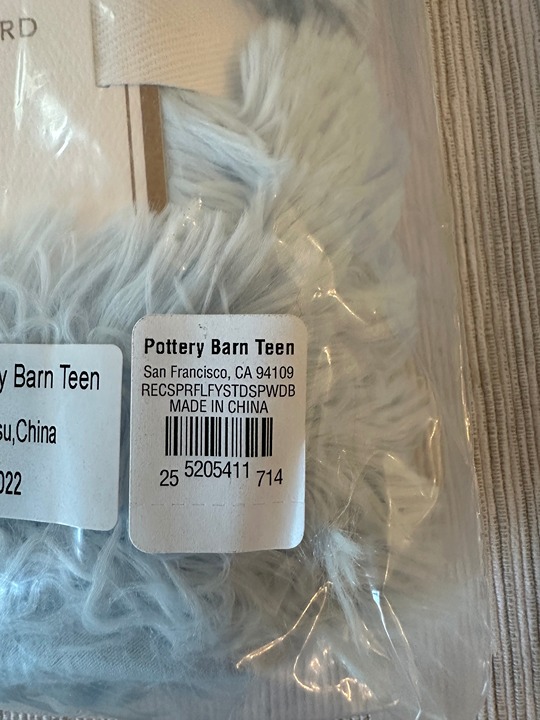 RD
y Barn Teen
su,China
022
Pottery Barn Teen
San Francisco, CA 94109
RECSPRFLFYSTDSPWDB
MADE IN CHINA
25 5205411 714